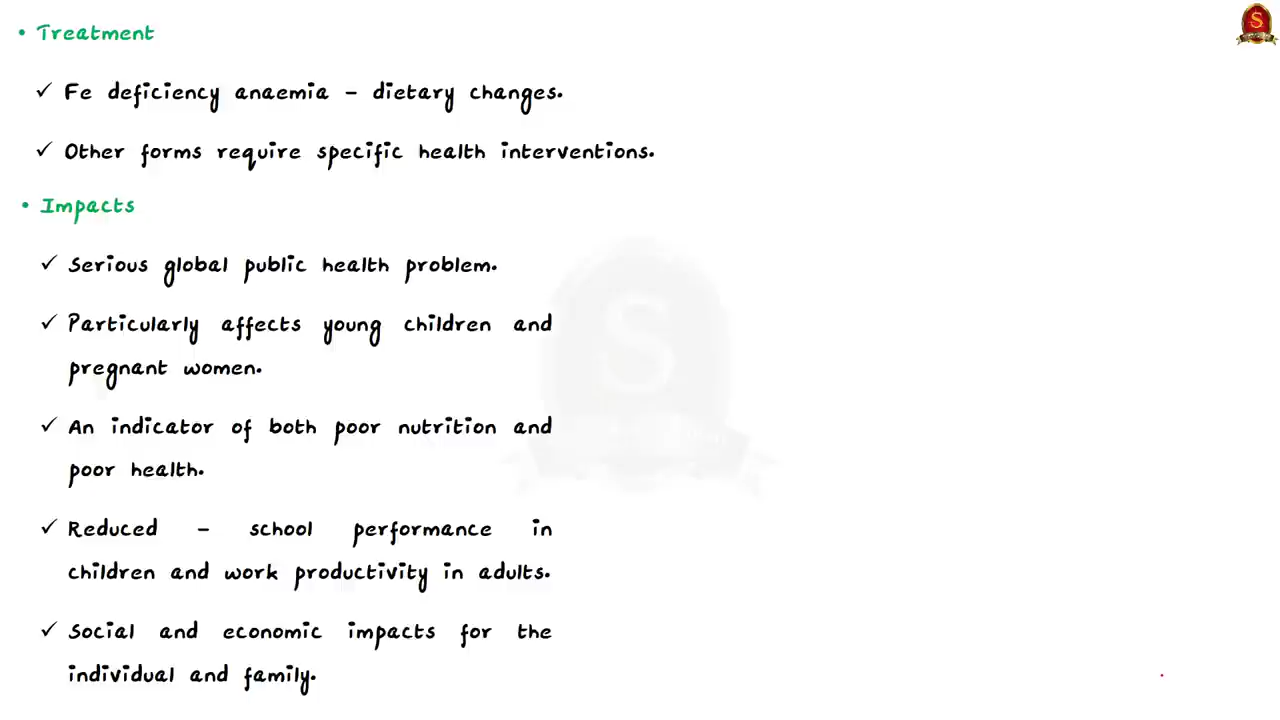 • Treatment
✓ Fe deficiency anaemia – dietary changes.
✓ Other forms require specific health interventions.
• Impacts
✓ Serious global public health problem.
✓ Particularly affects young children and
pregnant women.
✓ An indicator of both poor nutrition and
poor health.
✓ Reduced – school performance in
children and work productivity in adults.
✓ Social and economic impacts for the
individual and family.
S
S